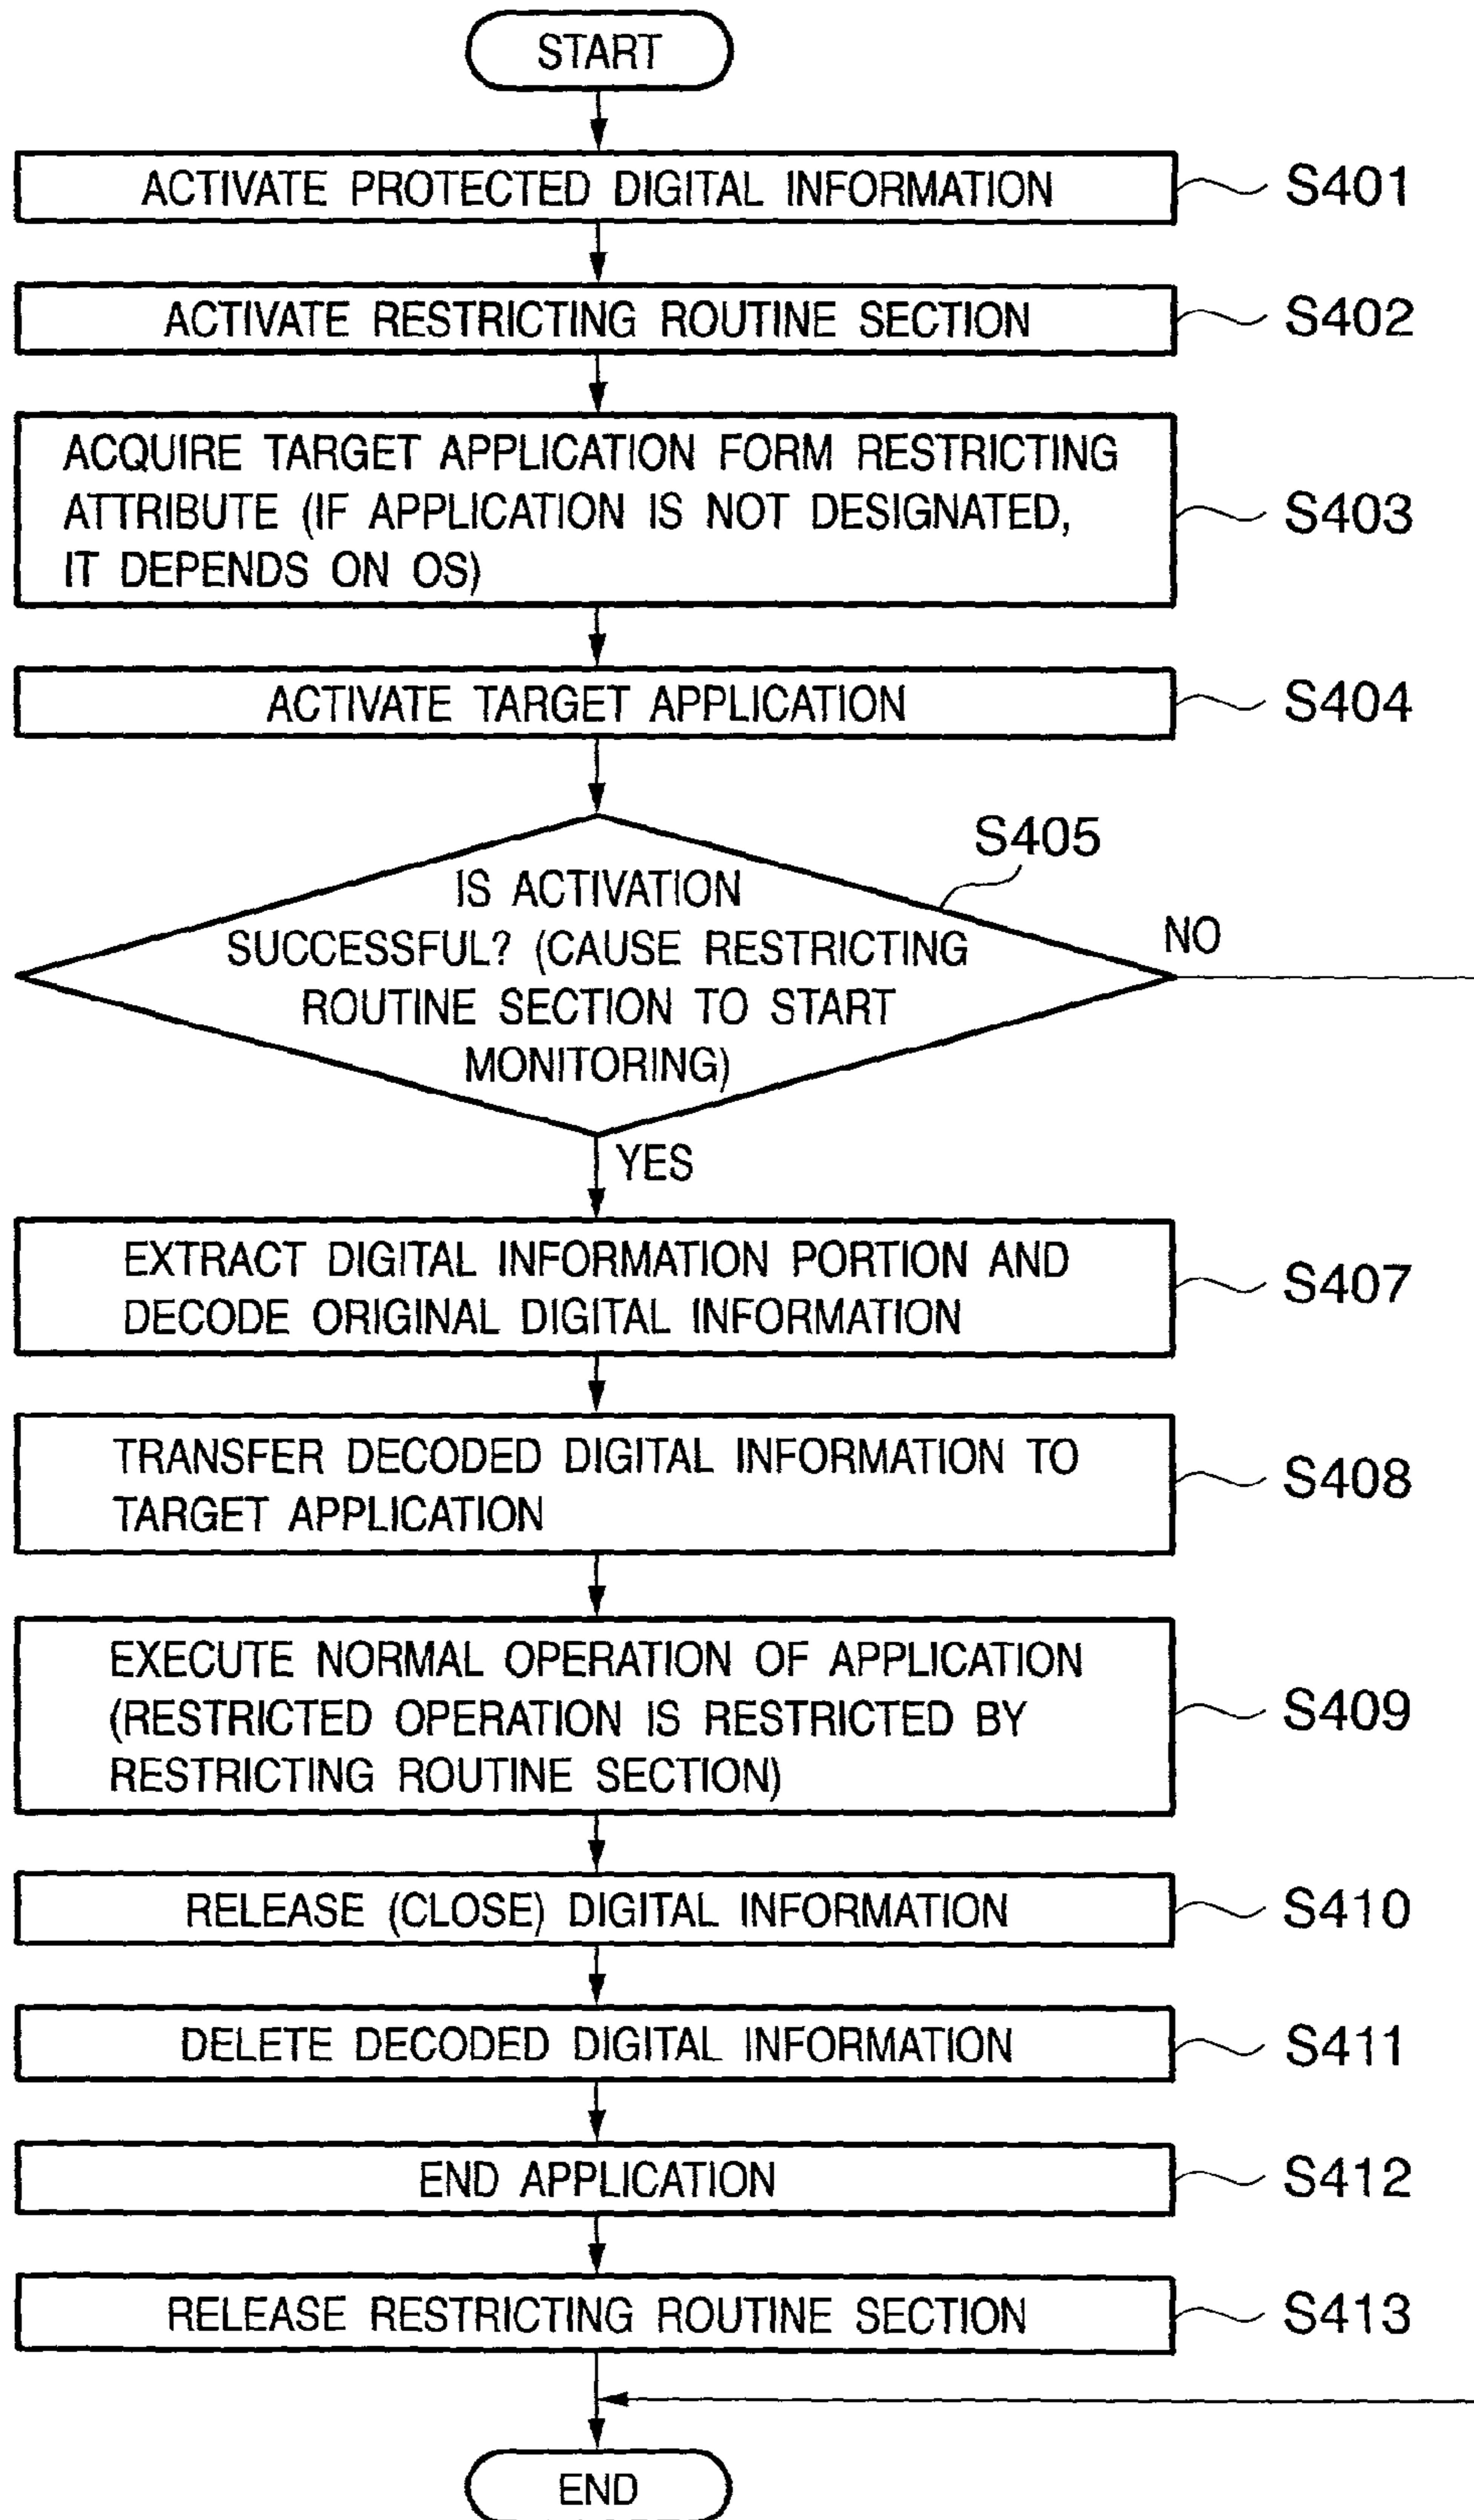 START
ACTIVATE PROTECTED DIGITAL INFORMATION
S401
ACTIVATE RESTRICTING ROUTINE SECTION
S402
ACQUIRE TARGET APPLICATION FORM RESTRICTING
ATTRIBUTE (IF APPLICATION IS NOT DESIGNATED,
IT DEPENDS ON OS)
S403
ACTIVATE TARGET APPLICATION
S404
S405
IS ACTIVATION
SUCCESSFUL? (CAUSE RESTRICTING
ROUTINE SECTION TO START
MONITORING)
NO
YES
EXTRACT DIGITAL INFORMATION PORTION AND
DECODE ORIGINAL DIGITAL INFORMATION
S407
TRANSFER DECODED DIGITAL INFORMATION TO
TARGET APPLICATION
S408
EXECUTE NORMAL OPERATION OF APPLICATION
(RESTRICTED OPERATION IS RESTRICTED BY
RESTRICTING ROUTINE SECTION)
S409
RELEASE (CLOSE) DIGITAL INFORMATION
S410
DELETE DECODED DIGITAL INFORMATION
S411
END APPLICATION
S412
RELEASE RESTRICTING ROUTINE SECTION
S413
END